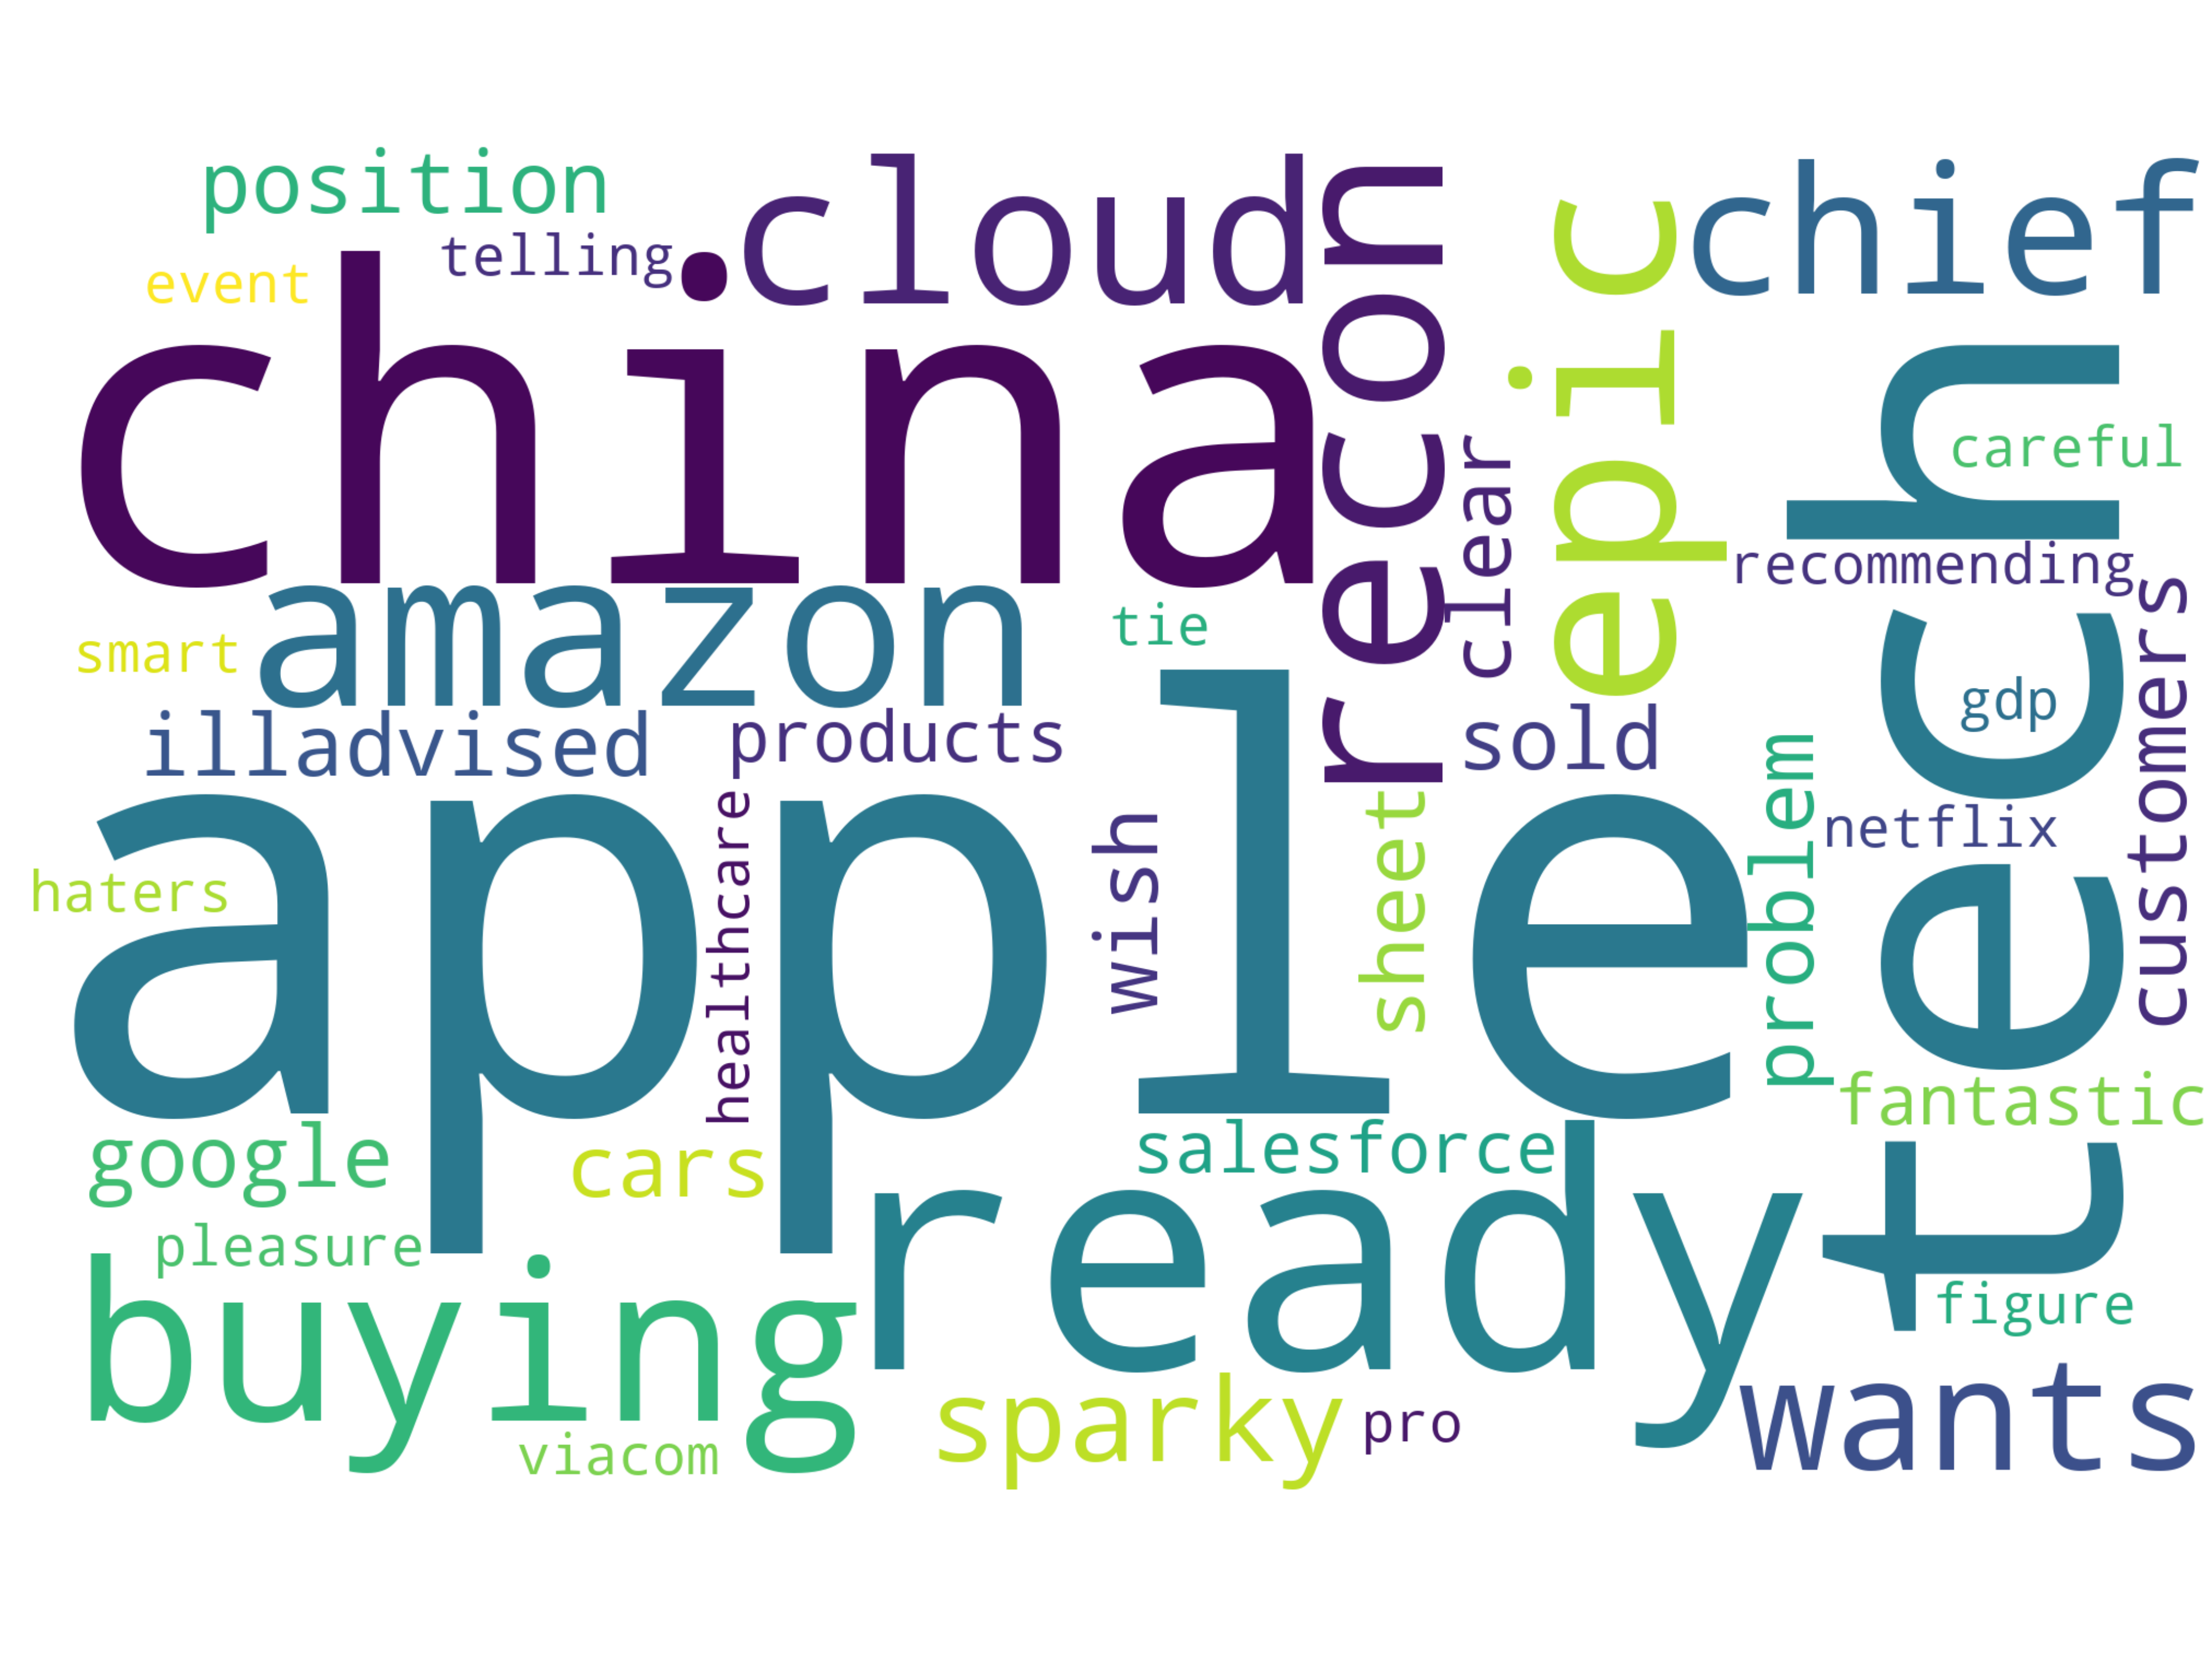 position
cloud
chief
telling
event
china
recon
epic
tech
careful
clear
recommending
customers
amazon
tie
smart
gdp
illadvised
products
sold
netflix
problem
apple
healthcare
wish
sheet
haters
fantastic
google
cars
salesforce
ready
pleasure
buying
figure
wants
sparky
pro
viacom